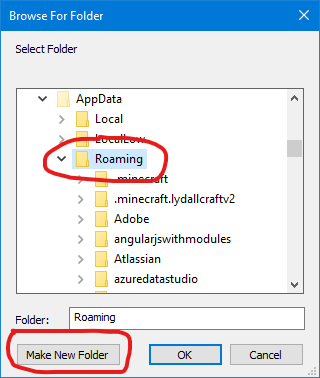 Browse For Folder
Select Folder
AppData
Local
LocalLow
Roaming
.minecraft
.minecraft.lydallcraftv2
Adobe
angularjswithmodules
Atlassian
azuredatastudio
Folder: Roaming
Make New Folder OK Cancel